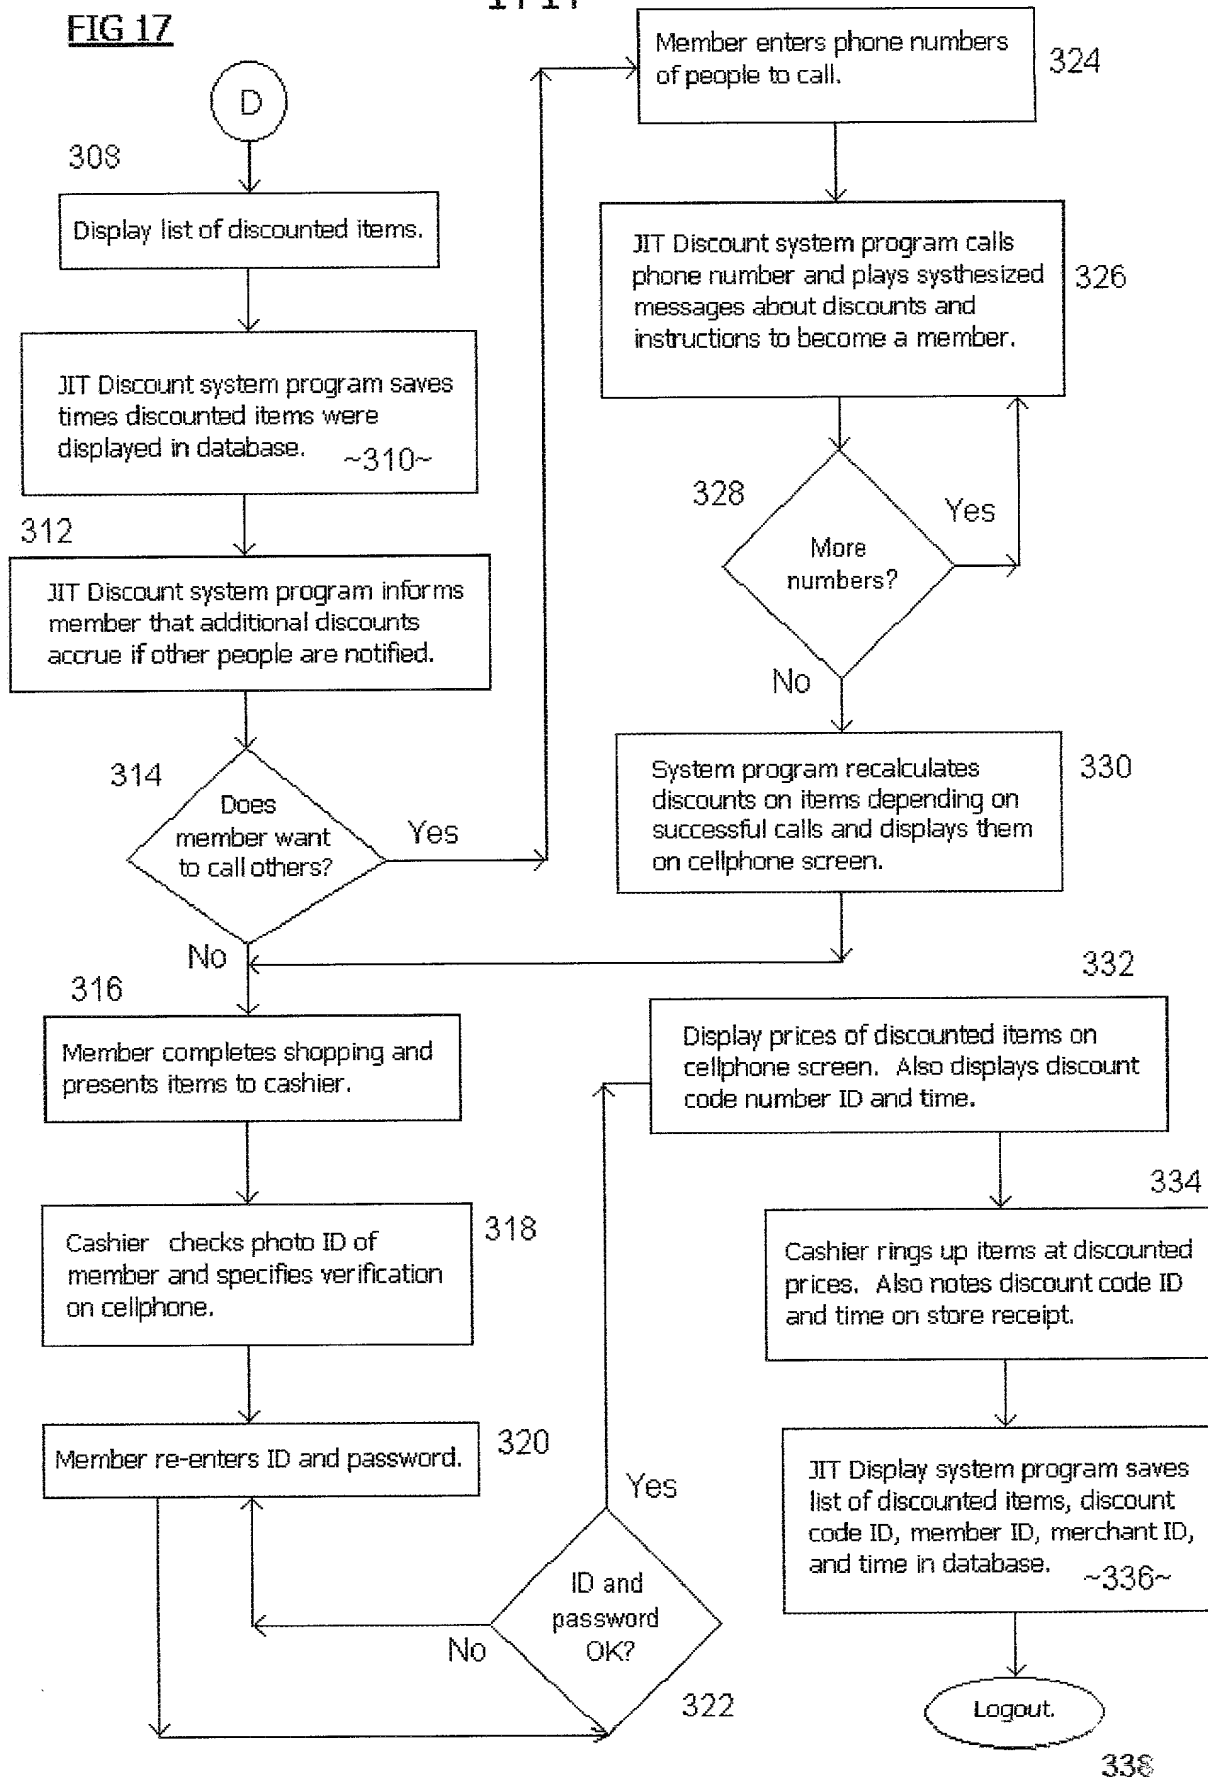 FIG 17
D
308
Display list of discounted items.
JIT Discount system program saves
times discounted items were
displayed in database.
~310~
312
JIT Discount system program informs
member that additional discounts
accrue if other people are notified.
314
Does
member want
to call others?
Yes
No
316
Member completes shopping and
presents items to cashier.
Cashier checks photo ID of
member and specifies verification
on cellphone.
318
Member re-enters ID and password.
320
ID and
password
OK?
Yes
No
322
Member enters phone numbers
of people to call.
324
JIT Discount system program calls
phone number and plays systhesized
messages about discounts and
instructions to become a member.
326
328
More
numbers?
Yes
No
System program recalculates
discounts on items depending on
successful calls and displays them
on cellphone screen.
330
332
Display prices of discounted items on
cellphone screen. Also displays discount
code number ID and time.
334
Cashier rings up items at discounted
prices. Also notes discount code ID
and time on store receipt.
JIT Display system program saves
list of discounted items, discount
code ID, member ID, merchant ID,
and time in database.
~336~
Logout.
338